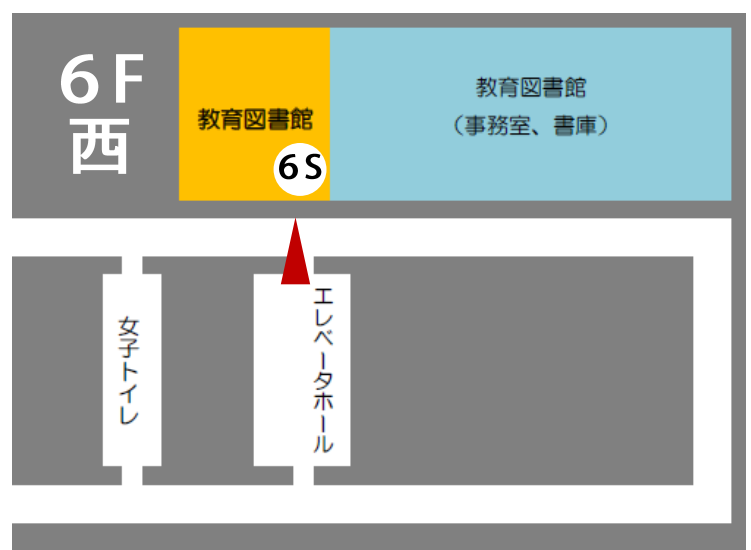 6F
西
教育図書館
6S
教育図書館
（事務室、書庫）
女子トイレ
エレベータホール